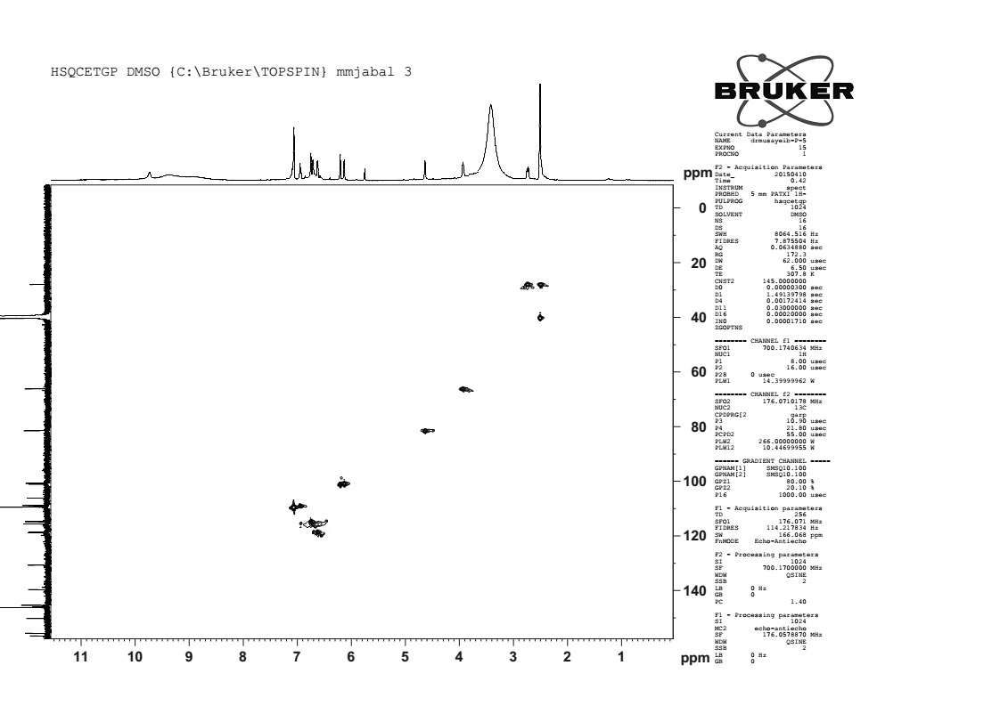 HSQCETGP DMSO {C:\Bruker\TOPSPIN} mmjabal 3
BRUKER
Current Data Parameters
NAME drmusayeib-P-5
EXPNO 15
PROCNO 1
F2 - Acquisition Parameters
Date_ 20150410
Time 0.42
INSTRUM spect
PROBHD 5 mm PATXI 1H-
PULPROG hsqcetgp
TD 1024
SOLVENT DMSO
NS 16
DS 16
SWH 8064.516 Hz
FIDRES 7.875504 Hz
AQ 0.0634880 sec
RG 172.3
DW 62.000 usec
DE 6.50 usec
TE 307.8 K
CNST2 145.0000000
D0 0.00000300 sec
D1 1.49139798 sec
D4 0.00172414 sec
D11 0.03000000 sec
D16 0.00020000 sec
IN0 0.00001710 sec
ZGOPTNS
======== CHANNEL f1 ========
SFO1 700.1740634 MHz
NUC1 1H
P1 8.00 usec
P2 16.00 usec
P28 0 usec
PLW1 14.39999962 W
======== CHANNEL f2 ========
SFO2 176.0710178 MHz
NUC2 13C
CPDPRG[2 garp
P3 10.90 usec
P4 21.80 usec
PCPD2 55.00 usec
PLW2 266.00000000 W
PLW12 10.44699955 W
====== GRADIENT CHANNEL =====
GPNAM[1] SMSQ10.100
GPNAM[2] SMSQ10.100
GPZ1 80.00 %
GPZ2 20.10 %
P16 1000.00 usec
F1 - Acquisition parameters
TD 256
SFO1 176.071 MHz
FIDRES 114.217834 Hz
SW 166.068 ppm
FnMODE Echo-Antiecho
F2 - Processing parameters
SI 1024
SF 700.1700000 MHz
WDW QSINE
SSB 2
LB 0 Hz
GB 0
PC 1.40
F1 - Processing parameters
SI 1024
MC2 echo-antiecho
SF 176.0578870 MHz
WDW QSINE
SSB 2
LB 0 Hz
GB 0
ppm
0
20
40
60
80
100
120
140
11 10 9 8 7 6 5 4 3 2 1 ppm